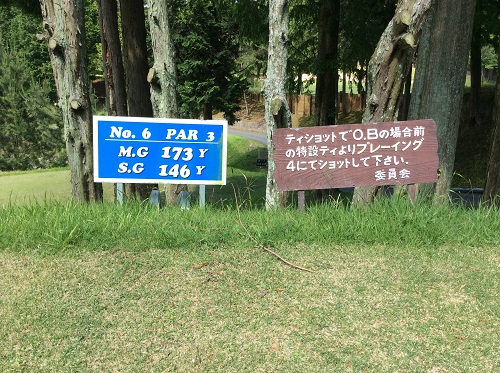 No. 6 PAR 3
M.G 173 Y
S.G 146 Y
ティショットでO.Bの場合前
の特設ティよりプレーイング
4にてショットして下さい.
委員会